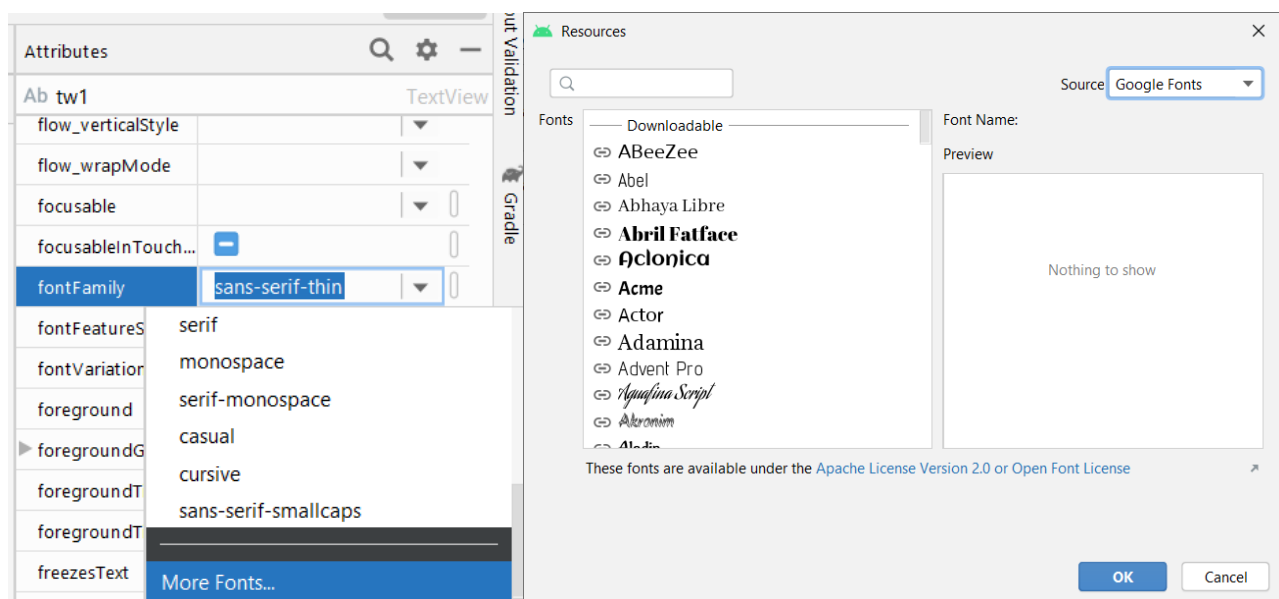 Attributes
Ab tw1 TextView
flow_verticalStyle
flow_wrapMode
focusable
focusableInTouch...
fontFamily sans-serif-thin
fontFeatureS
fontVariation
foreground
foregroundG
foregroundT
foregroundT
freezesText
serif
monospace
serif-monospace
casual
cursive
sans-serif-smallcaps
More Fonts...
out Validation
Gradle
Resources
Source Google Fonts
Fonts
Downloadable
ABeeZee
Abel
Abhaya Libre
Abril Fatface
Aclonica
Acme
Actor
Adamina
Advent Pro
Aguafina Script
Akronim
Aladin
Font Name:
Preview
Nothing to show
These fonts are available under the Apache License Version 2.0 or Open Font License
OK Cancel